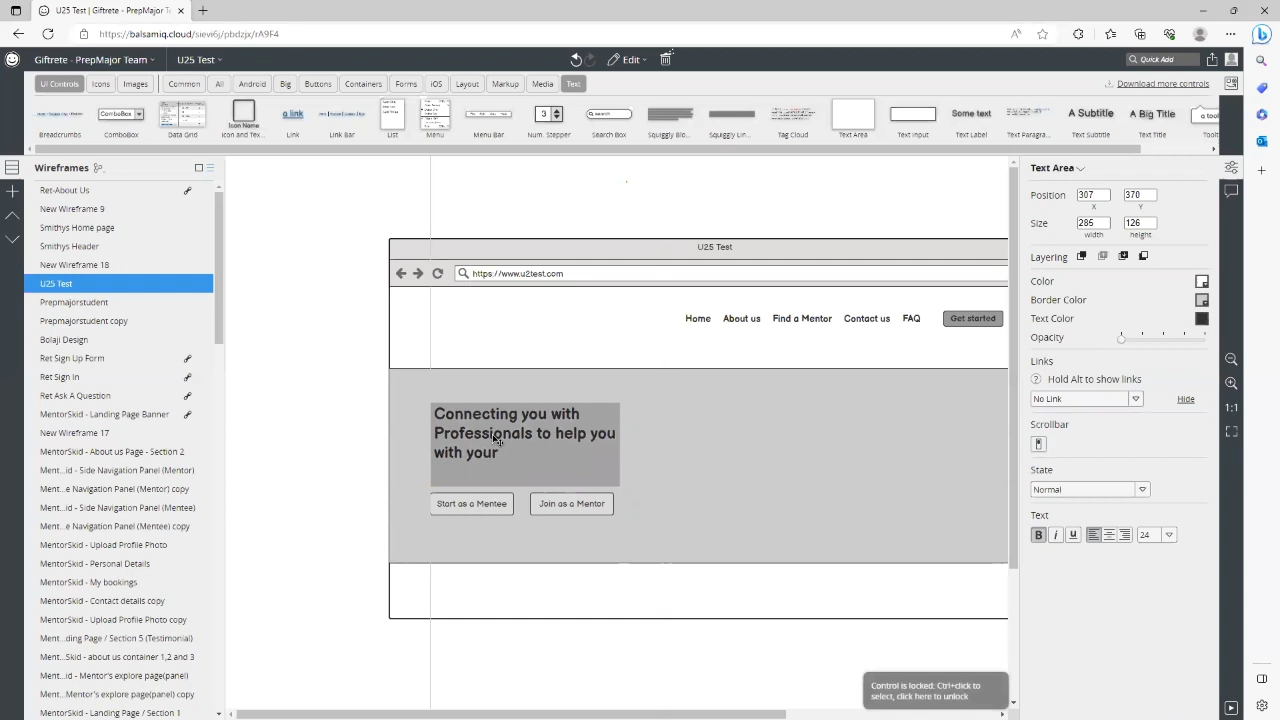 U25 Test | Giftrete - PrepMajor Te
https://balsamiq.cloud/sievi6j/pbdzjx/rA9F4
Giftrete - PrepMajor Team
U25 Test
Edit
Quick Add
UI Controls
Icons
Images
Common
All
Android
Big
Buttons
Containers
Forms
iOS
Layout
Markup
Media
Text
Download more controls
a link
3
search
Some text
A Subtitle
A Big Title
a tool
Breadcrumbs
ComboBox
Data Grid
Icon and Tex...
Link
Link Bar
List
Menu
Menu Bar
Num. Stepper
Search Box
Squiggly Blo...
Squiggly Lin...
Tag Cloud
Text Area
Text Input
Text Label
Text Paragra...
Text Subtitle
Text Title
Toolt
Wireframes
Ret-About Us
New Wireframe 9
Smithys Home page
Smithys Header
New Wireframe 18
U25 Test
Prepmajorstudent
Prepmajorstudent copy
Bolaji Design
Ret Sign Up Form
Ret Sign In
Ret Ask A Question
MentorSkid - Landing Page Banner
New Wireframe 17
MentorSkid - About us Page - Section 2
Ment...id - Side Navigation Panel (Mentor)
Ment...e Navigation Panel (Mentor) copy
Ment...id - Side Navigation Panel (Mentee)
Ment...e Navigation Panel (Mentee) copy
MentorSkid - Upload Profile Photo
MentorSkid - Personal Details
MentorSkid - My bookings
MentorSkid - Contact details copy
MentorSkid - Upload Profile Photo copy
Ment...ding Page / Section 5 (Testimonial)
Ment...Skid - about us container 1,2 and 3
Ment...id - Mentor's explore page(panel)
Ment...Mentor's explore page(panel) copy
MentorSkid - Landing Page / Section 1
U25 Test
https://www.u2test.com
Home
About us
Find a Mentor
Contact us
FAQ
Get started
Connecting you with
Professionals to help you
with your
Start as a Mentee
Join as a Mentor
Control is locked: Ctrl+click to
select, click here to unlock
Text Area
Position
307
370
X
Y
Size
285
126
width
height
Layering
Color
Border Color
Text Color
Opacity
Links
? Hold Alt to show links
No Link
Hide
Scrollbar
State
Normal
Text
B
i
U
24
1:1